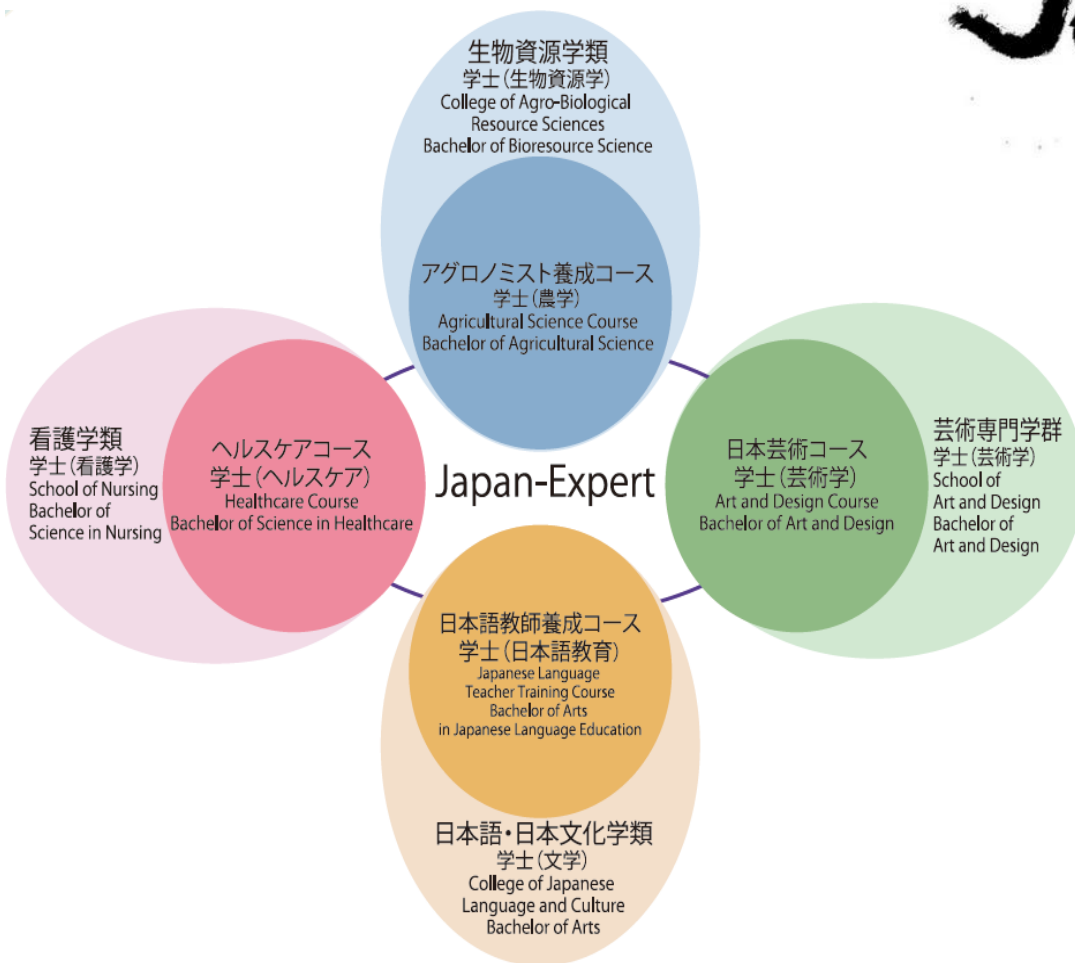 生物資源学類
学士(生物資源学)
College of Agro-Biological
Resource Sciences
Bachelor of Bioresource Science
アグロノミスト養成コース
学士(農学)
Agricultural Science Course
Bachelor of Agricultural Science
看護学類
学士(看護学)
School of Nursing
Bachelor of
Science in Nursing
ヘルスケアコース
学士(ヘルスケア)
Healthcare Course
Bachelor of Science in Healthcare
Japan-Expert
日本芸術コース
学士(芸術学)
Art and Design Course
Bachelor of Art and Design
芸術専門学群
学士(芸術学)
School of
Art and Design
Bachelor of
Art and Design
日本語教師養成コース
学士(日本語教育)
Japanese Language
Teacher Training Course
Bachelor of Arts
in Japanese Language Education
日本語・日本文化学類
学士(文学)
College of Japanese
Language and Culture
Bachelor of Arts